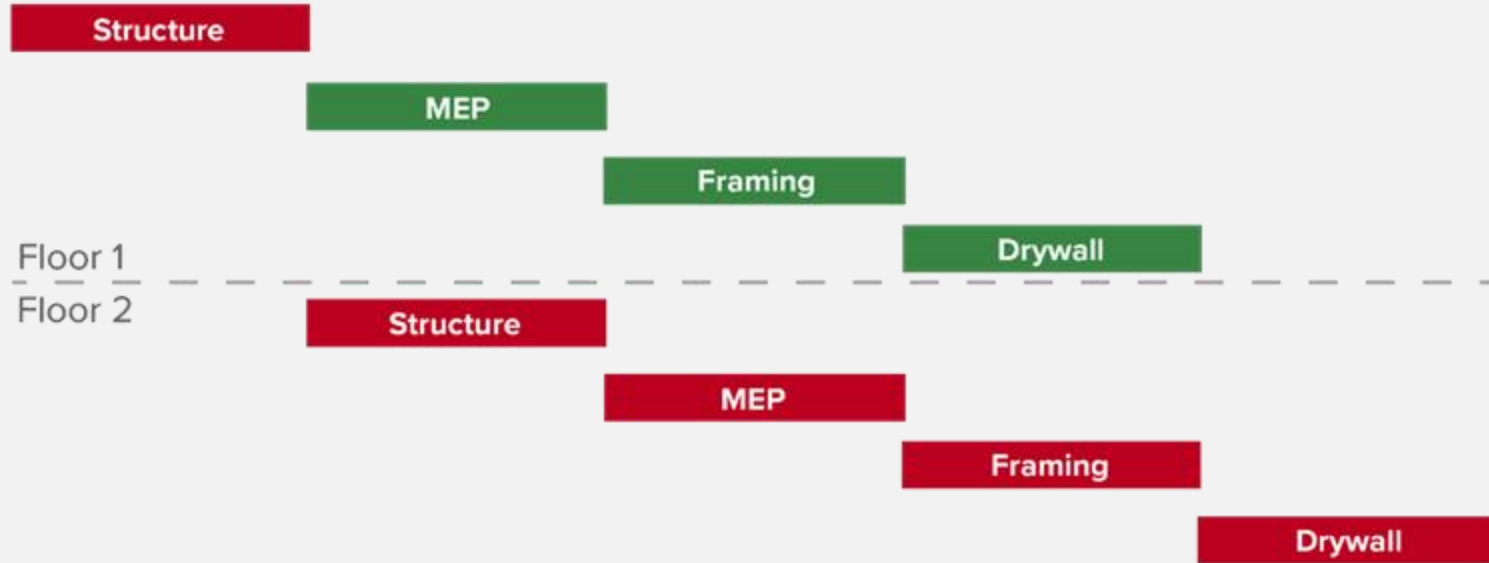 Structure
MEP
Framing
Drywall
Floor 1
Floor 2
Structure
MEP
Framing
Drywall